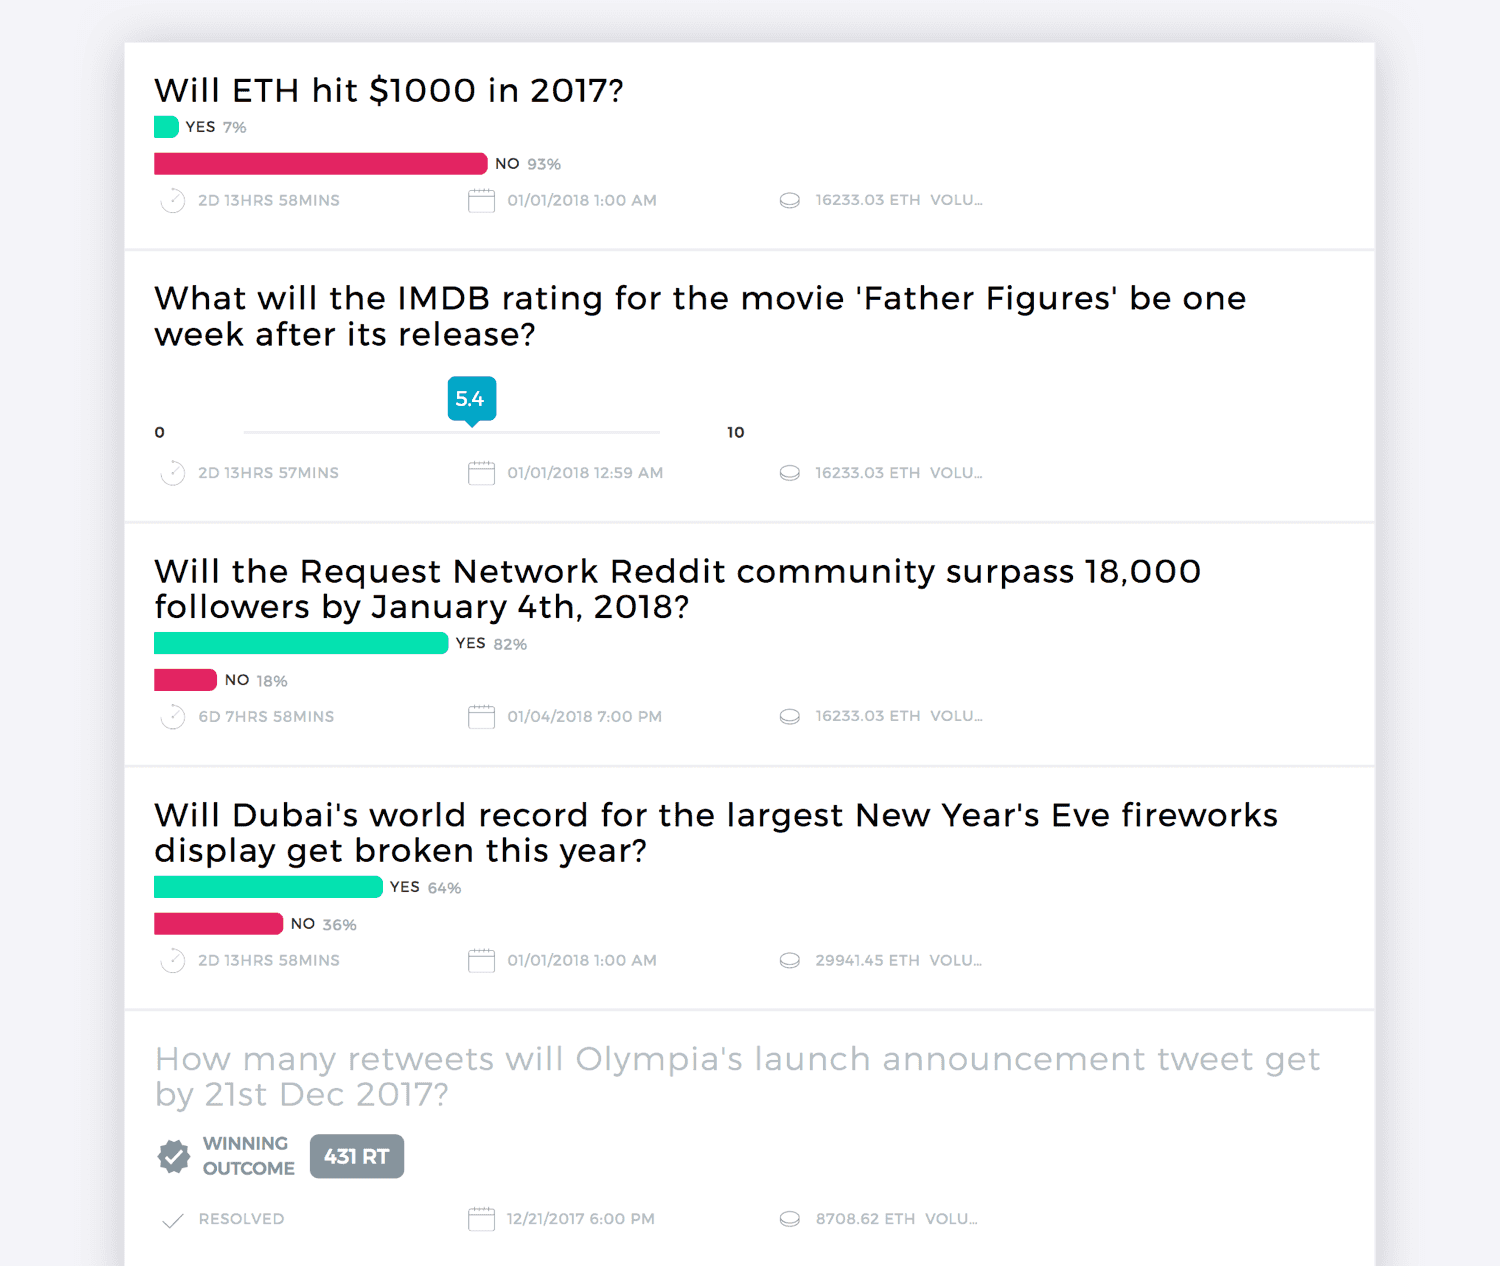 Will ETH hit $1000 in 2017?
YES 7%
NO 93%
2D 13HRS 58MINS 01/01/2018 1:00 AM 16233.03 ETH VOLU...
What will the IMDB rating for the movie 'Father Figures' be one
week after its release?
5.4
0 10
2D 13HRS 57MINS 01/01/2018 12:59 AM 16233.03 ETH VOLU...
Will the Request Network Reddit community surpass 18,000
followers by January 4th, 2018?
YES 82%
NO 18%
6D 7HRS 58MINS 01/04/2018 7:00 PM 16233.03 ETH VOLU...
Will Dubai's world record for the largest New Year's Eve fireworks
display get broken this year?
YES 64%
NO 36%
2D 13HRS 58MINS 01/01/2018 1:00 AM 29941.45 ETH VOLU...
How many retweets will Olympia's launch announcement tweet get
by 21st Dec 2017?
WINNING
OUTCOME
431 RT
RESOLVED 12/21/2017 6:00 PM 8708.62 ETH VOLU...